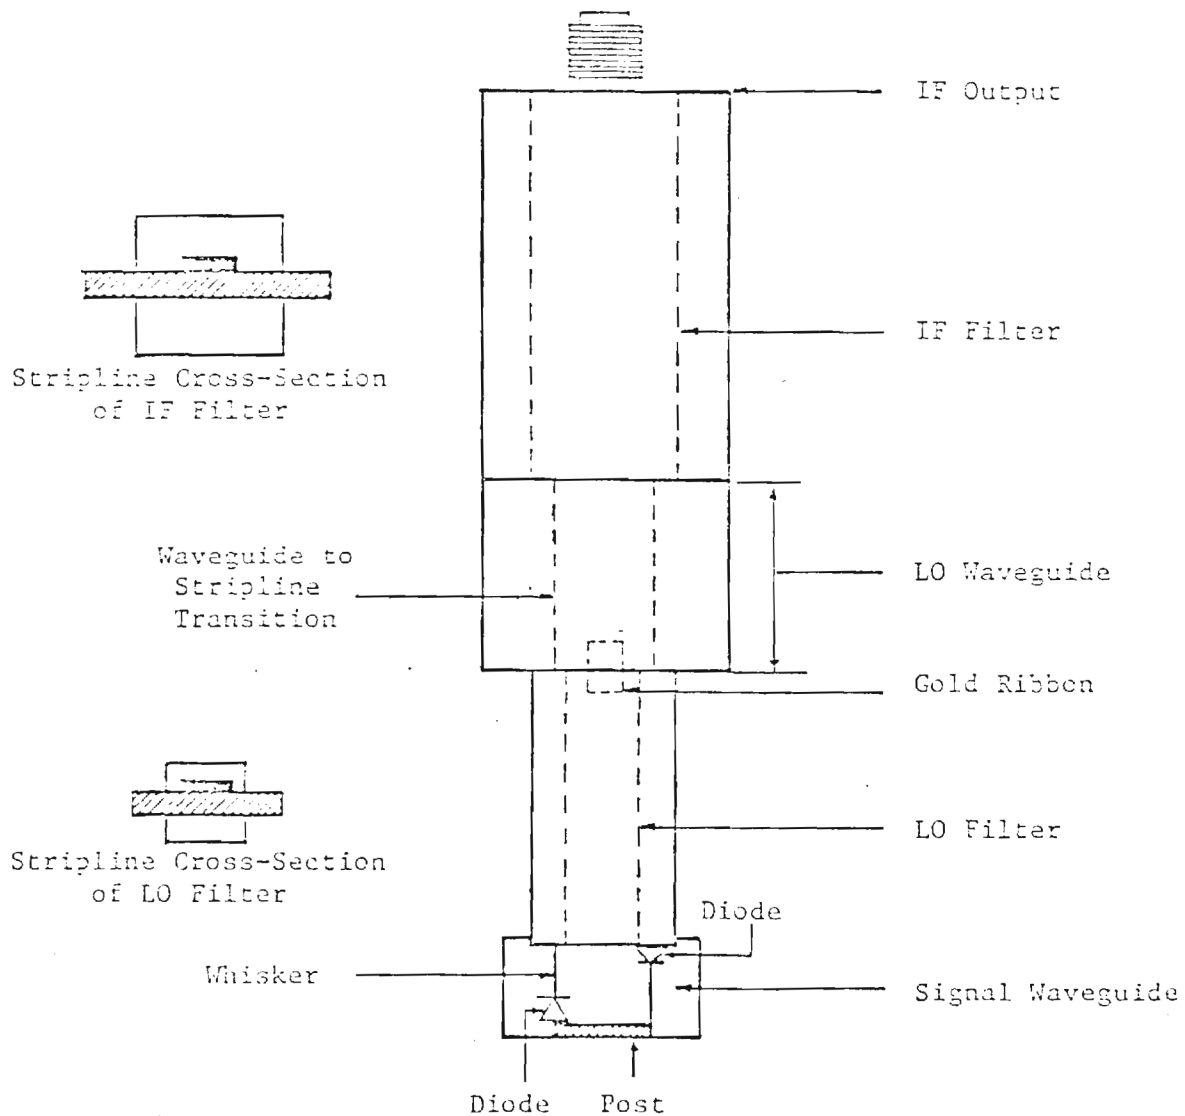 IF Output
Stripline Cross-Section
of IF Filter
IF Filter
Waveguide to
Stripline
Transition
LO Waveguide
Gold Ribbon
LO Filter
Stripline Cross-Section
of LO Filter
Diode
Whisker
Signal Waveguide
Diode
Post